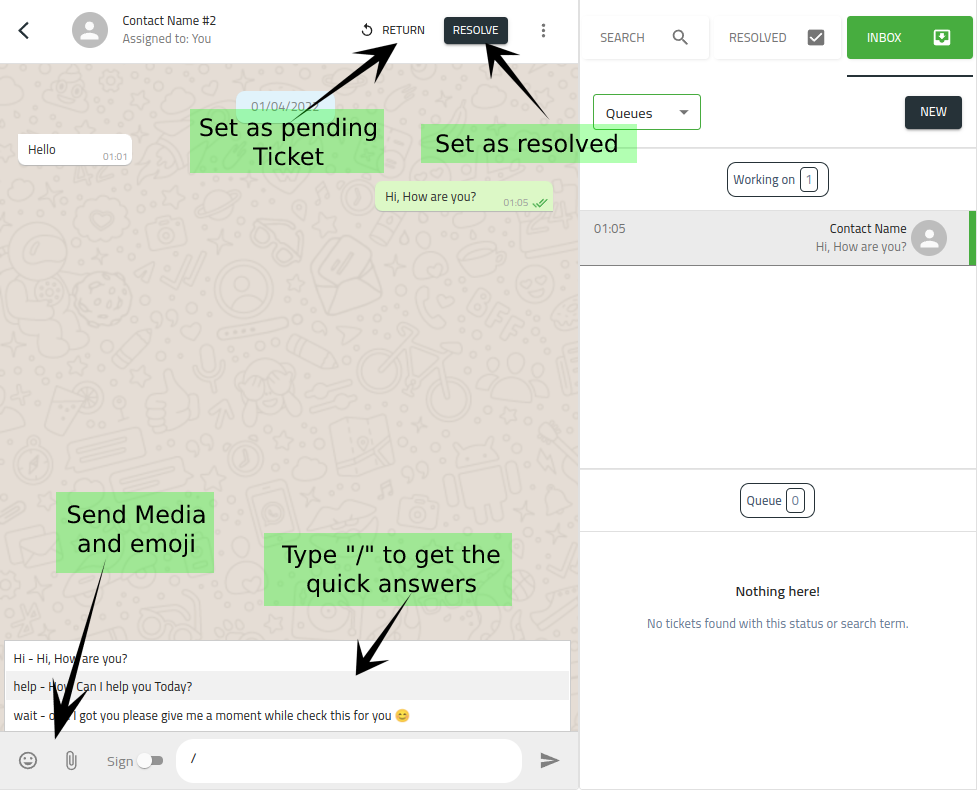 Contact Name #2
Assigned to: You
RETURN
RESOLVE
01/04/2022
Set as pending
Ticket
Set as resolved
Hello
01:01
Hi, How are you?
01:05
Send Media
and emoji
Type "/" to get the
quick answers
Hi - Hi, How are you?
help - How Can I help you Today?
wait - I got you please give me a moment while check this for you 😊
Sign
/
SEARCH
RESOLVED
INBOX
Queues
NEW
Working on 1
01:05
Contact Name
Hi, How are you?
Queue 0
Nothing here!
No tickets found with this status or search term.